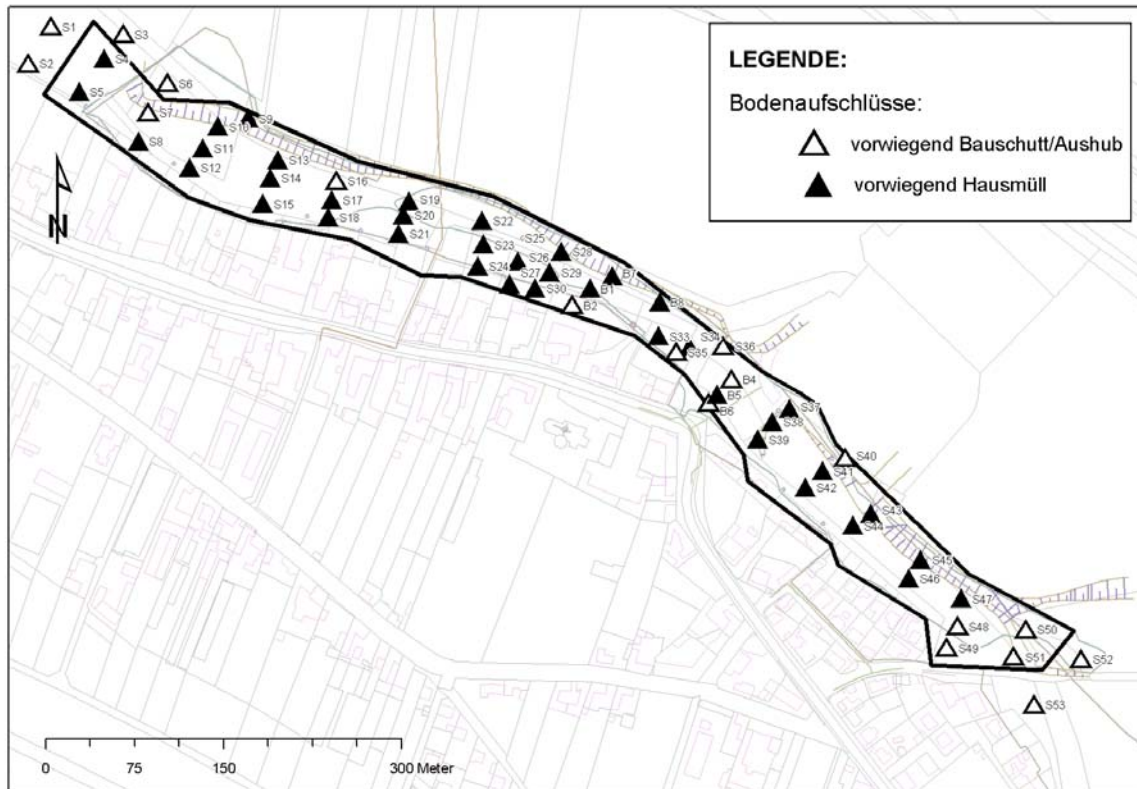 LEGENDE:
Bodenaufschlüsse:
vorwiegend Bauschutt/Aushub
vorwiegend Hausmüll
S1
S3
S2
S4
S5
S6
S7
S8
S9
S10
S11
S12
S13
S14
S15
S16
S17
S18
S19
S20
S21
S22
S23
S24
S25
S26
S27
S28
S29
S30
B7
B1
B2
B8
S33
S34
S35
S36
B4
B5
B6
S37
S38
S39
S40
S41
S42
S43
S44
S45
S46
S47
S48
S49
S50
S51
S52
S53
N
0 75 150 300 Meter